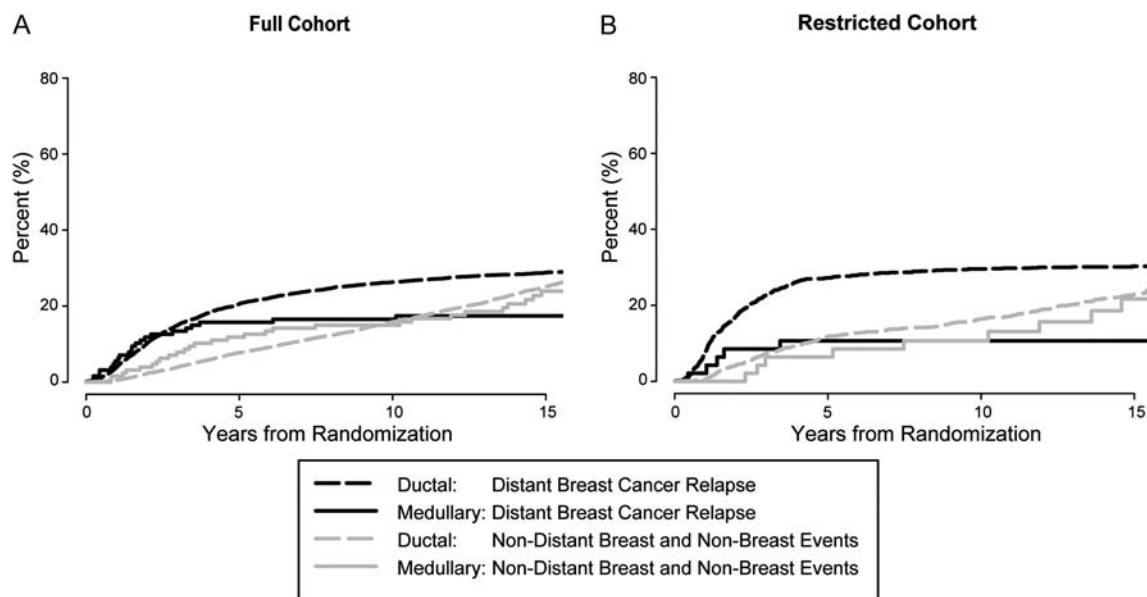 A
Full Cohort
80
60
40
20
0
Percent (%)
0 5 10 15
Years from Randomization
B
Restricted Cohort
80
60
40
20
0
Percent (%)
0 5 10 15
Years from Randomization
Ductal: Distant Breast Cancer Relapse
Medullary: Distant Breast Cancer Relapse
Ductal: Non-Distant Breast and Non-Breast Events
Medullary: Non-Distant Breast and Non-Breast Events